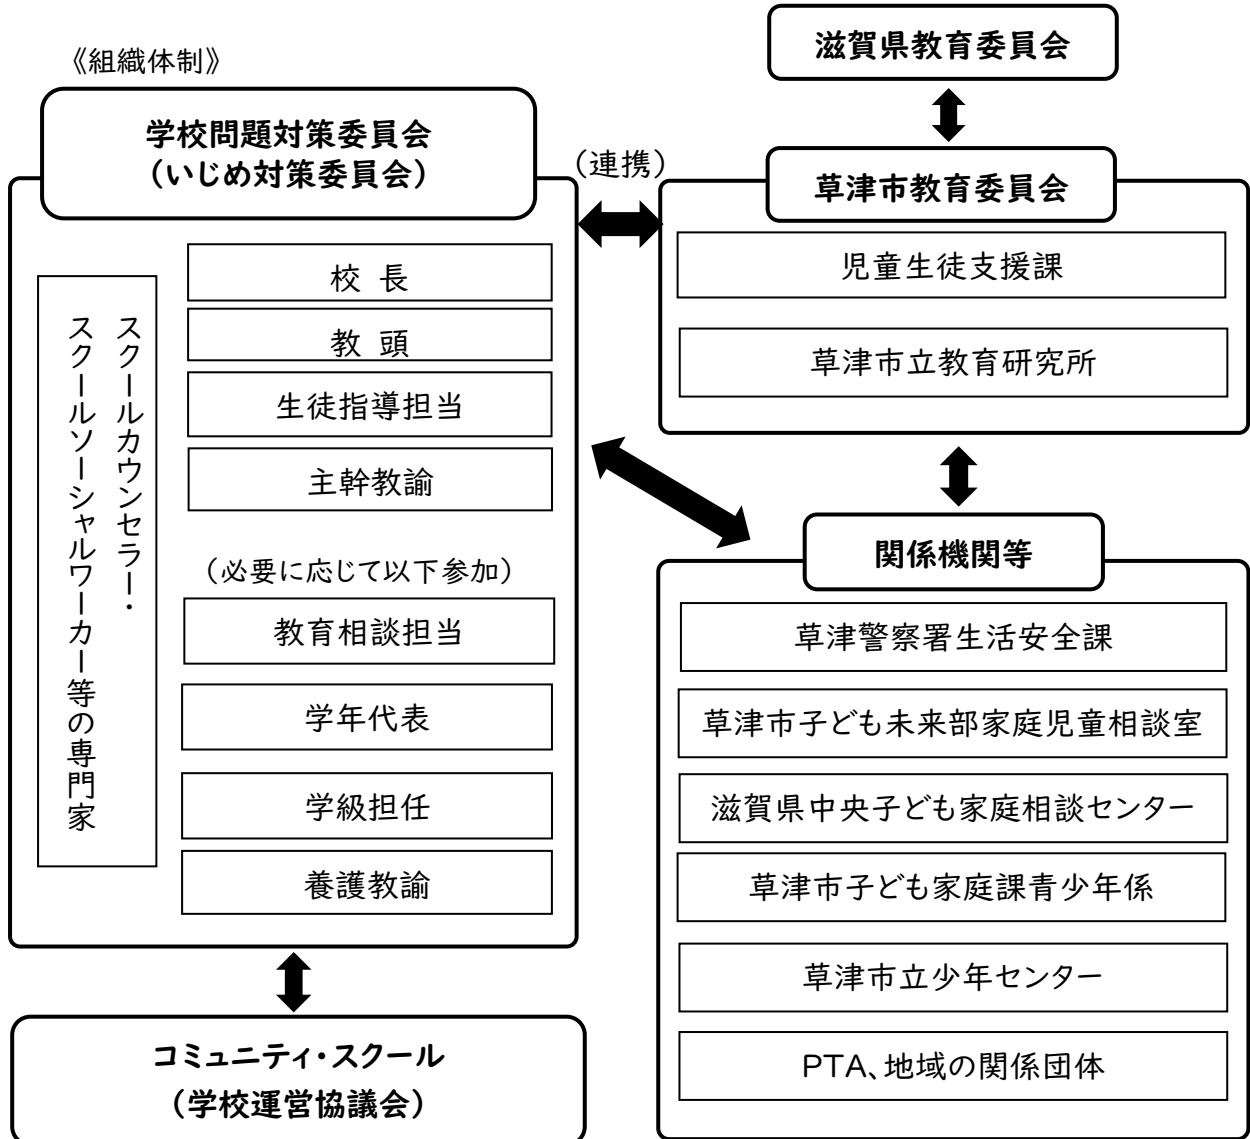 《組織体制》
学校問題対策委員会
(いじめ対策委員会)
校 長
教 頭
生徒指導担当
主幹教諭
(必要に応じて以下参加)
教育相談担当
学年代表
学級担任
養護教諭
スクールカウンセラー・
スクールソーシャルワーカー等の専門家
コミュニティ・スクール
(学校運営協議会)
(連携)
滋賀県教育委員会
草津市教育委員会
児童生徒支援課
草津市立教育研究所
関係機関等
草津警察署生活安全課
草津市子ども未来部家庭児童相談室
滋賀県中央子ども家庭相談センター
草津市子ども家庭課青少年係
草津市立少年センター
PTA、地域の関係団体